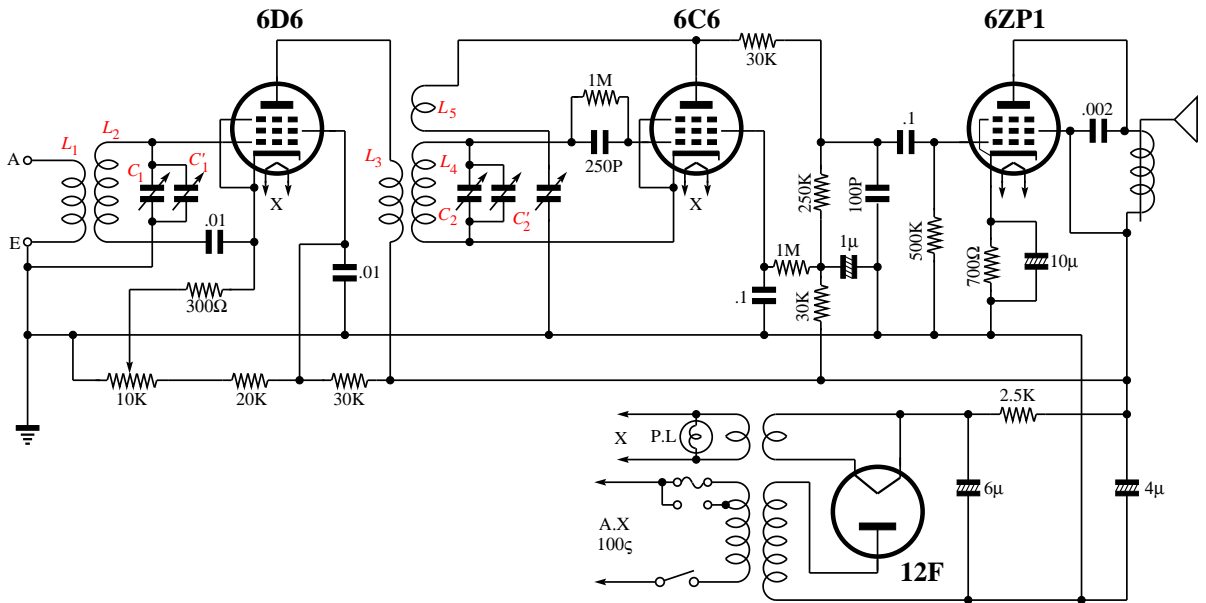 6D6
6C6
6ZP1
30K
1M
L5
.002
.1
250P
A
L1
L2
C1
C'1
X
L3
L4
C2
C'2
X
250K
100P
E
.01
.01
300Ω
1M
1μ
30K
.1
500K
700Ω
10μ
10K
20K
30K
2.5K
X
P.L
6μ
4μ
A.X
100ς
12F